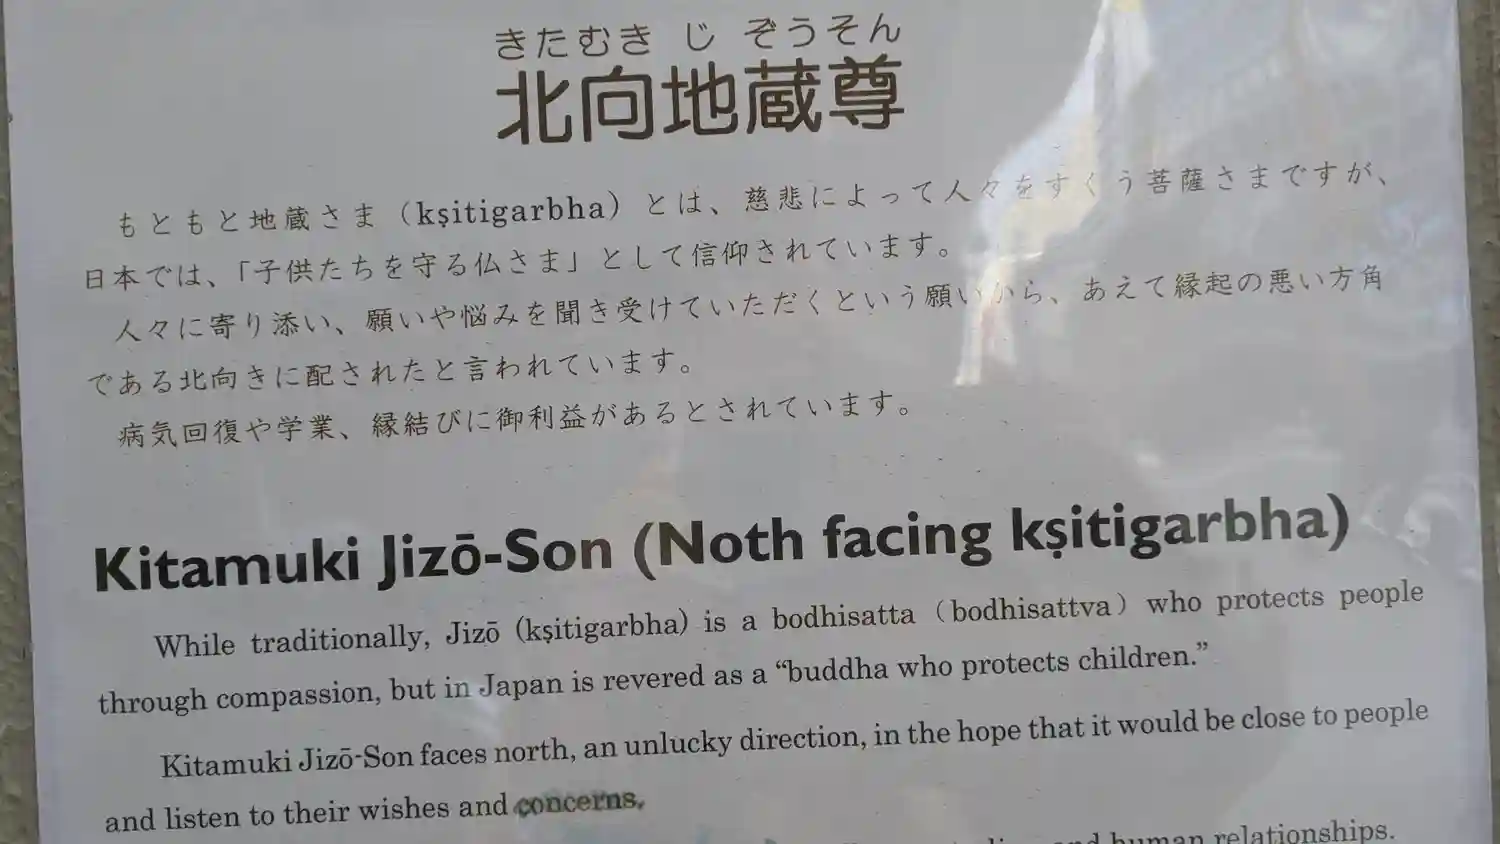 きたむき じ ぞうそん
北向地蔵尊
もともと地蔵さま（kṣitigarbha）とは、慈悲によって人々をすくう菩薩さまですが、
日本では、「子供たちを守る仏さま」として信仰されています。
人々に寄り添い、願いや悩みを聞き受けていただくという願いから、あえて縁起の悪い方角
である北向きに配されたと言われています。
病気回復や学業、縁結びに御利益があるとされています。
Kitamuki Jizō-Son (Noth facing kṣitigarbha)
While traditionally, Jizō (kṣitigarbha) is a bodhisatta（bodhisattva）who protects people
through compassion, but in Japan is revered as a “buddha who protects children.”
Kitamuki Jizō-Son faces north, an unlucky direction, in the hope that it would be close to people
and listen to their wishes and concerns.
and human relationships.